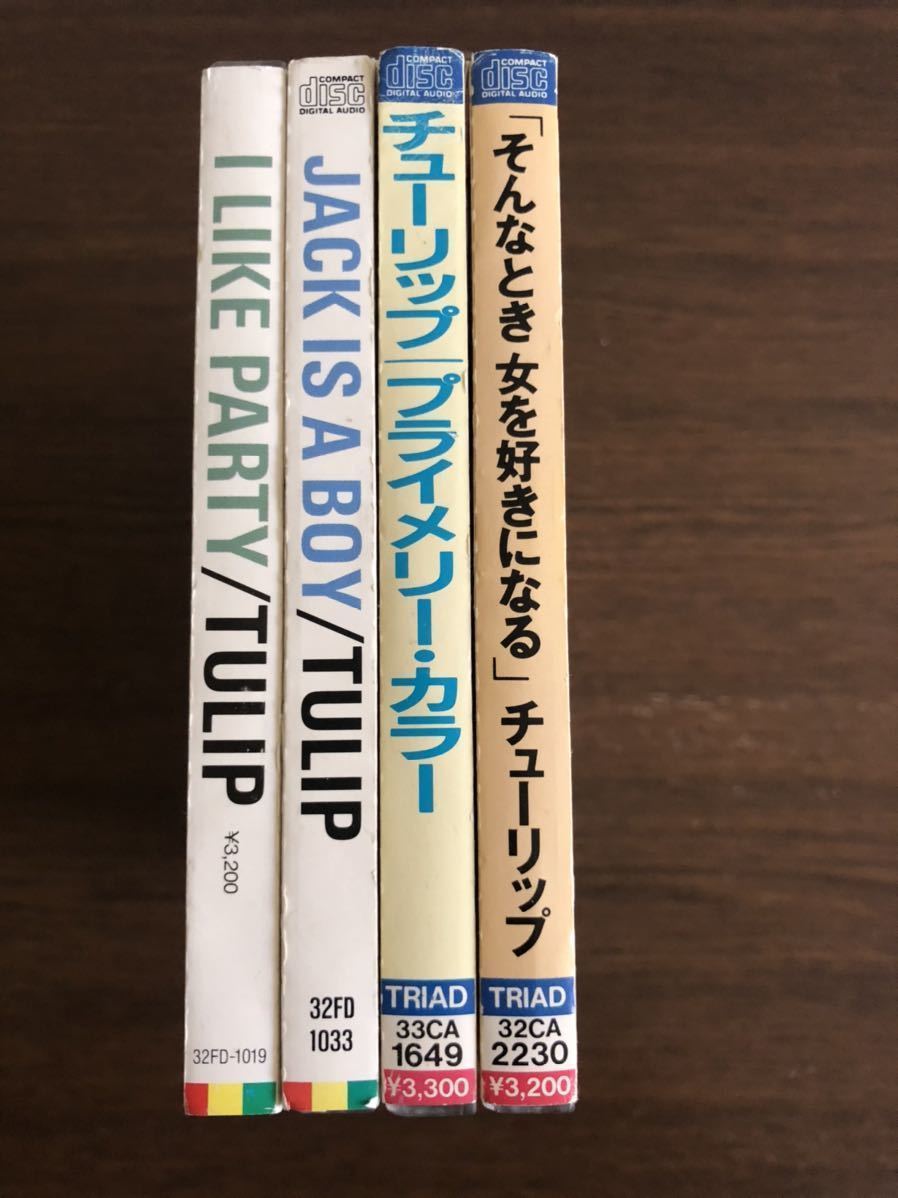 I LIKE PARTY/TULIP
¥3,200
32FD-1019
COMPACT
disc
DIGITAL AUDIO
JACK IS A BOY/TULIP
32FD
1033
COMPACT
disc
DIGITAL AUDIO
チューリップ/プライメリー・カラー
TRIAD
33CA
1649
¥3,300
COMPACT
disc
DIGITAL AUDIO
「そんなとき 女を好きになる」チューリップ
TRIAD
32CA
2230
¥3,200